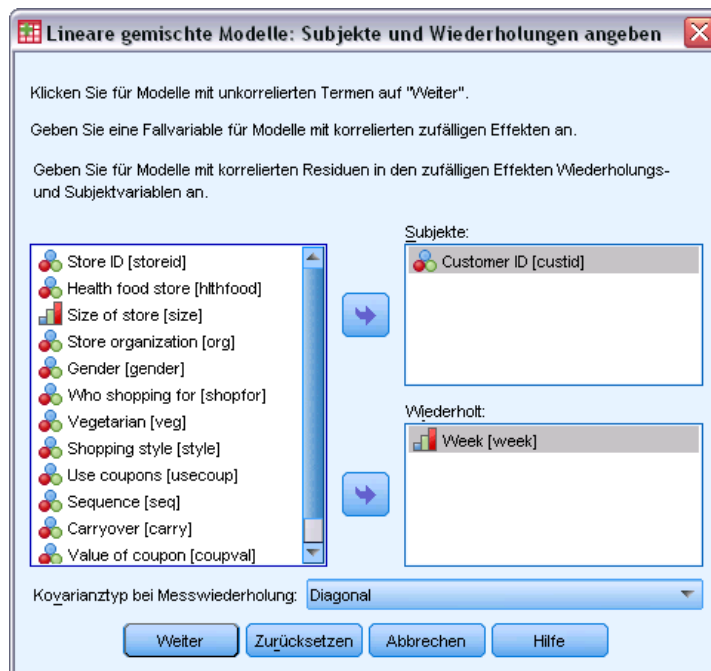 Lineare gemischte Modelle: Subjekte und Wiederholungen angeben
Klicken Sie für Modelle mit unkorrelierten Termen auf "Weiter".
Geben Sie eine Fallvariable für Modelle mit korrelierten zufälligen Effekten an.
Geben Sie für Modelle mit korrelierten Residuen in den zufälligen Effekten Wiederholungs-
und Subjektvariablen an.
Store ID [storeid]
Health food store [hlthfood]
Size of store [size]
Store organization [org]
Gender [gender]
Who shopping for [shopfor]
Vegetarian [veg]
Shopping style [style]
Use coupons [usecoup]
Sequence [seq]
Carryover [carry]
Value of coupon [coupval]
Subjekte:
Customer ID [custid]
Wiederholt:
Week [week]
Kovarianztyp bei Messwiederholung: Diagonal
Weiter Zurücksetzen Abbrechen Hilfe